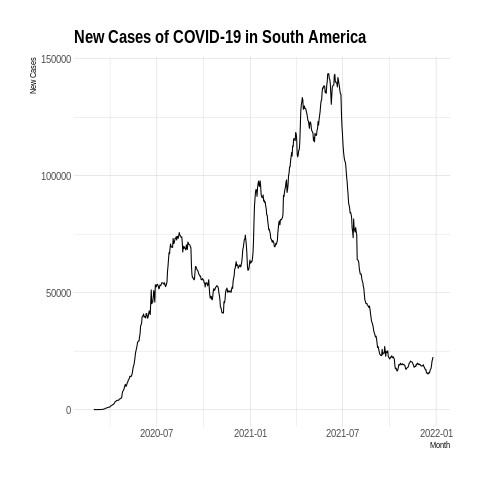 New Cases of COVID-19 in South America
New Cases
150000
100000
50000
0
2020-07
2021-01
2021-07
2022-01
Month